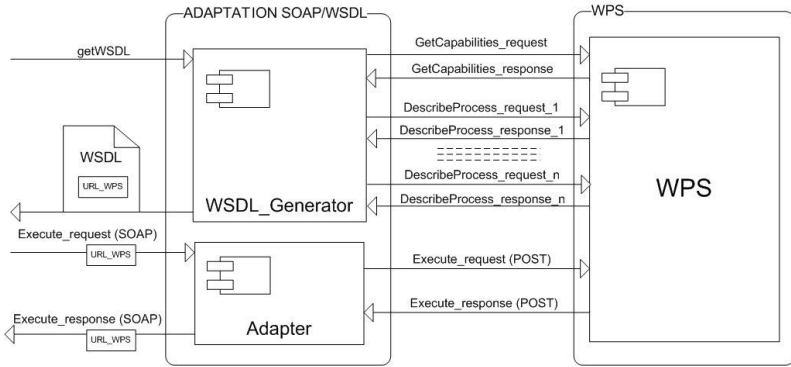 ADAPTATION SOAP/WSDL
WPS
getWSDL
GetCapabilities_request
GetCapabilities_response
DescribeProcess_request_1
DescribeProcess_response_1
WSDL
URL_WPS
DescribeProcess_request_n
WSDL_Generator
DescribeProcess_response_n
WPS
Execute_request (SOAP)
URL_WPS
Execute_request (POST)
Execute_response (POST)
Execute_response (SOAP)
URL_WPS
Adapter